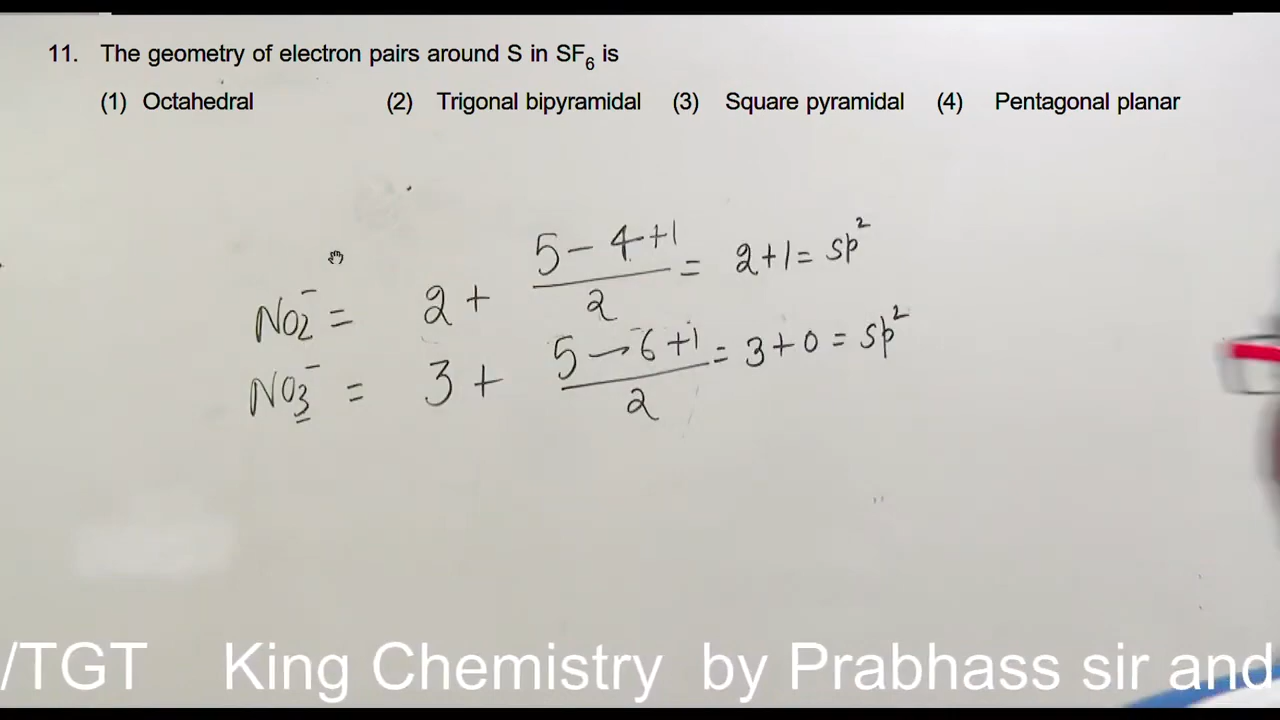 11. The geometry of electron pairs around S in SF₆ is
(1) Octahedral (2) Trigonal bipyramidal (3) Square pyramidal (4) Pentagonal planar
NO₂⁻ = 2 + (5 - 4 + 1)/2 = 2 + 1 = sp²
NO₃⁻ = 3 + (5 - 6 + 1)/2 = 3 + 0 = sp²
/TGT King Chemistry by Prabhass sir and